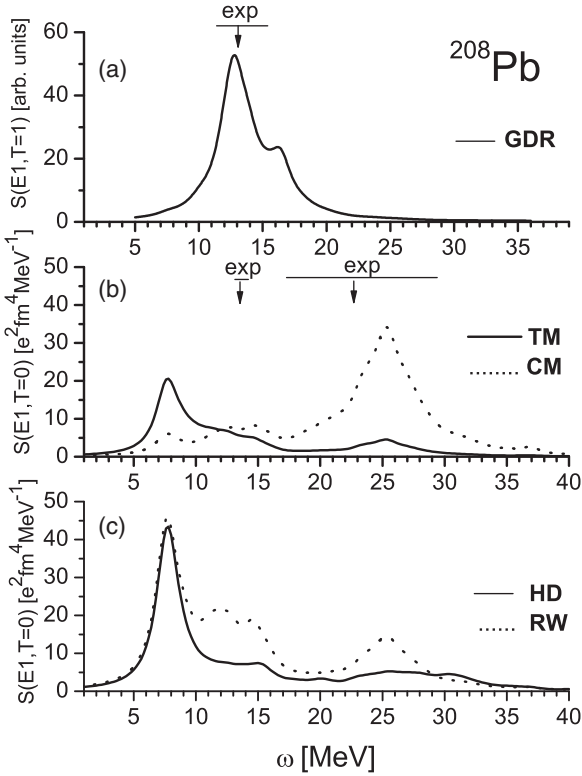 exp
60
(a)
²⁰⁸Pb
S(E1,T=1) [arb. units]
40
GDR
20
0
5 10 15 20 25 30 35
50
exp exp
(b)
S(E1,T=0) [e²fm⁴MeV⁻¹]
40
TM
30
CM
20
10
0
5 10 15 20 25 30 35 40
50
(c)
S(E1,T=0) [e²fm⁴MeV⁻¹]
40
30
HD
20
RW
10
0
5 10 15 20 25 30 35 40
ω [MeV]